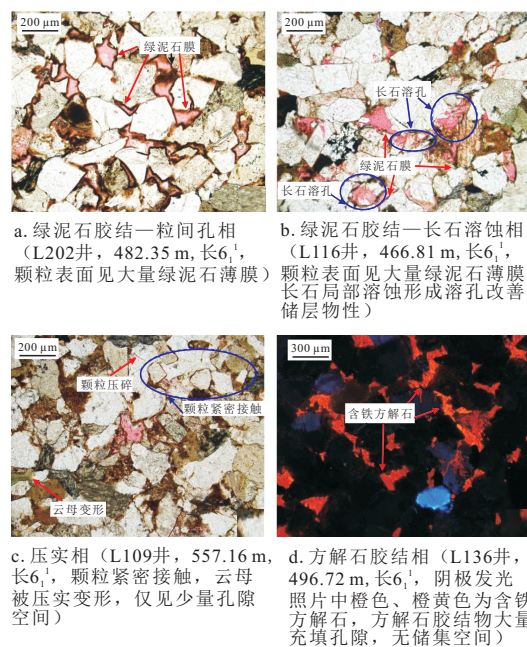 200 μm
绿泥石膜
a. 绿泥石胶结—粒间孔相
（L202井，482.35 m, 长6₁¹，
颗粒表面见大量绿泥石薄膜）
200 μm
长石溶孔
绿泥石膜
长石溶孔
b. 绿泥石胶结—长石溶蚀相
（L116井，466.81 m, 长6₁¹，
颗粒表面见大量绿泥石薄膜
长石局部溶蚀形成溶孔改善
储层物性）
200 μm
颗粒压碎
颗粒紧密接触
云母变形
c. 压实相（L109井，557.16 m,
长6₁¹，颗粒紧密接触，云母
被压实变形，仅见少量孔隙
空间）
300 μm
含铁方解石
d. 方解石胶结相（L136井，
496.72 m, 长6₁¹，阴极发光
照片中橙色、橙黄色为含铁
方解石，方解石胶结物大量
充填孔隙，无储集空间）